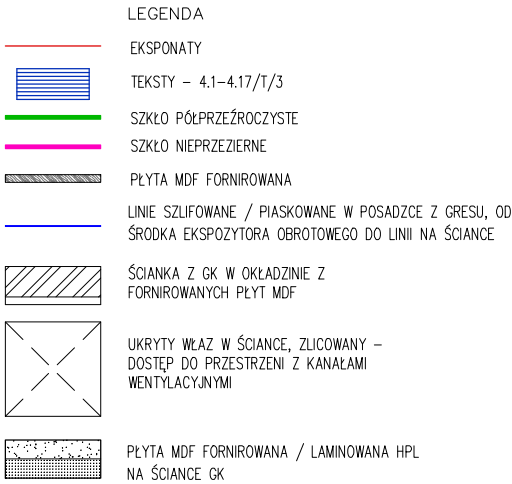 LEGENDA
EKSPONATY
TEKSTY – 4.1–4.17/T/3
SZKŁO PÓŁPRZEŹROCZYSTE
SZKŁO NIEPRZEZIERNE
PŁYTA MDF FORNIROWANA
LINIE SZLIFOWANE / PIASKOWANE W POSADZCE Z GRESU, OD
ŚRODKA EKSPOZYTORA OBROTOWEGO DO LINII NA ŚCIANCE
ŚCIANKA Z GK W OKŁADZINIE Z
FORNIROWANYCH PŁYT MDF
UKRYTY WŁAZ W ŚCIANCE, ZLICOWANY –
DOSTĘP DO PRZESTRZENI Z KANAŁAMI
WENTYLACYJNYMI
PŁYTA MDF FORNIROWANA / LAMINOWANA HPL
NA ŚCIANCE GK